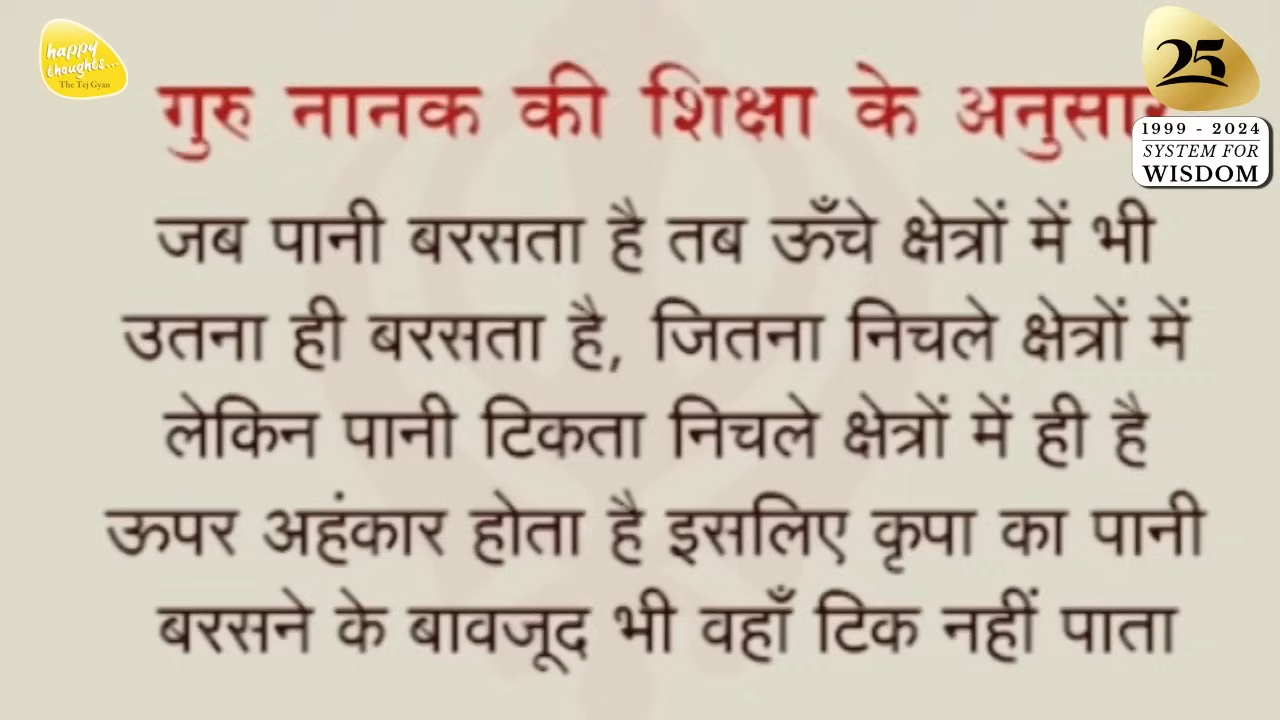 happy
thoughts...
The Tej Gyan
25
1999 - 2024
SYSTEM FOR
WISDOM
गुरु नानक की शिक्षा के अनुसार
जब पानी बरसता है तब ऊँचे क्षेत्रों में भी
उतना ही बरसता है, जितना निचले क्षेत्रों में
लेकिन पानी टिकता निचले क्षेत्रों में ही है
ऊपर अहंकार होता है इसलिए कृपा का पानी
बरसने के बावजूद भी वहाँ टिक नहीं पाता